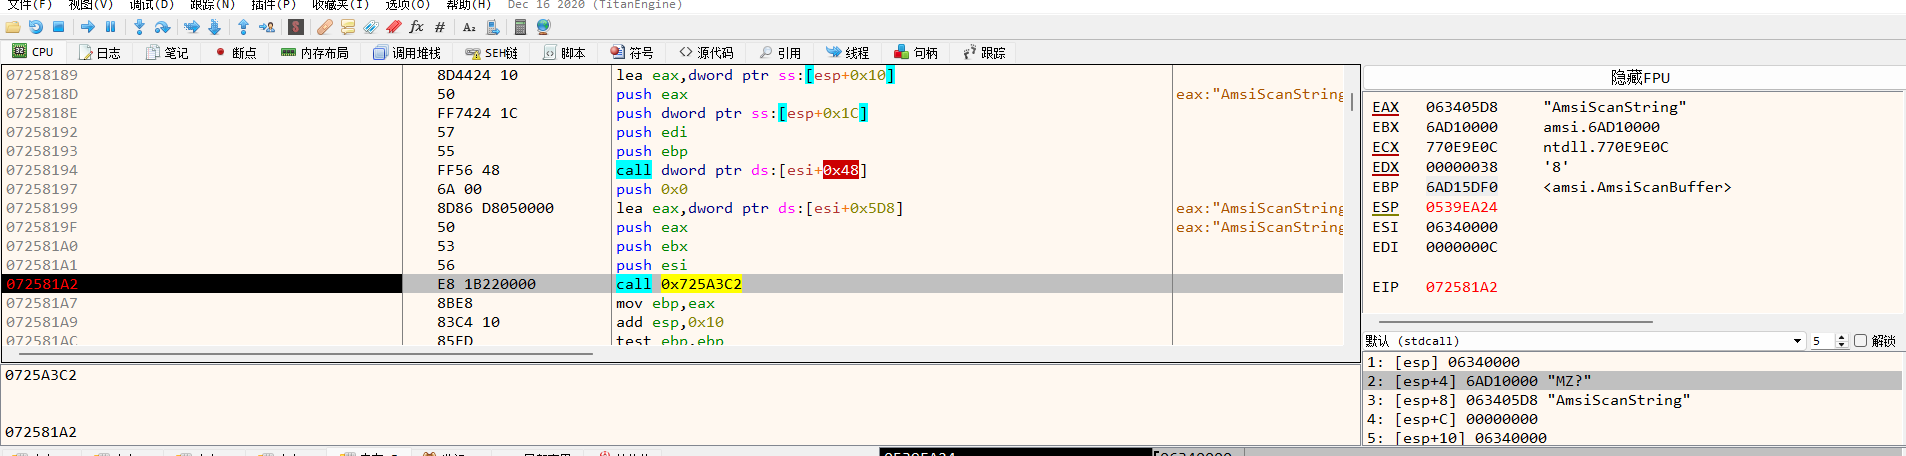 文件(F) 视图(V) 调试(D) 跟踪(N) 插件(P) 收藏夹(I) 选项(O) 帮助(H) Dec 16 2020 (TitanEngine)
CPU 日志 笔记 断点 内存布局 调用堆栈 SEH链 脚本 符号 源代码 引用 线程 句柄 跟踪
07258189 8D4424 10 lea eax,dword ptr ss:[esp+0x10]
0725818D 50 push eax eax:"AmsiScanString
0725818E FF7424 1C push dword ptr ss:[esp+0x1C]
07258192 57 push edi
07258193 55 push ebp
07258194 FF56 48 call dword ptr ds:[esi+0x48]
07258197 6A 00 push 0x0
07258199 8D86 D8050000 lea eax,dword ptr ds:[esi+0x5D8] eax:"AmsiScanString
0725819F 50 push eax eax:"AmsiScanString
072581A0 53 push ebx
072581A1 56 push esi
072581A2 E8 1B220000 call 0x725A3C2
072581A7 8BE8 mov ebp,eax
072581A9 83C4 10 add esp,0x10
072581AC 85ED test ebp,ebp
0725A3C2
072581A2
隐藏FPU
EAX 063405D8 "AmsiScanString"
EBX 6AD10000 amsi.6AD10000
ECX 770E9E0C ntdll.770E9E0C
EDX 00000038 '8'
EBP 6AD15DF0 <amsi.AmsiScanBuffer>
ESP 0539EA24
ESI 06340000
EDI 0000000C
EIP 072581A2
默认 (stdcall) 5 解锁
1: [esp] 06340000
2: [esp+4] 6AD10000 "MZ?"
3: [esp+8] 063405D8 "AmsiScanString"
4: [esp+C] 00000000
5: [esp+10] 06340000
0539EA24 06340000